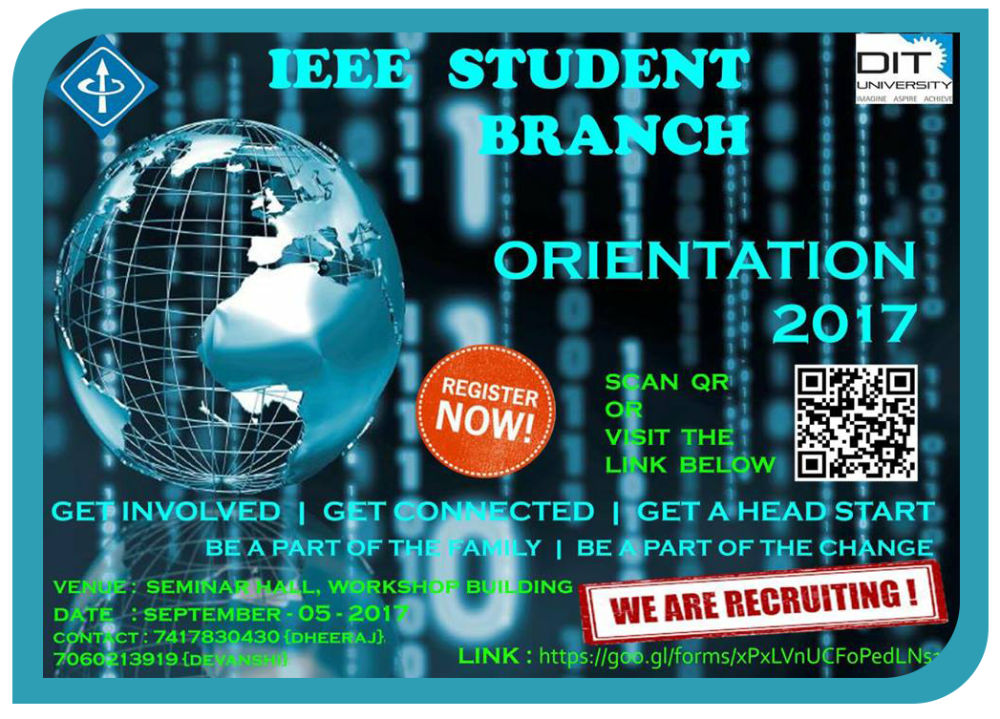 IEEE STUDENT
BRANCH
DIT
UNIVERSITY
IMAGINE ASPIRE ACHIEVE
ORIENTATION
2017
REGISTER
NOW!
SCAN QR
OR
VISIT THE
LINK BELOW
GET INVOLVED | GET CONNECTED | GET A HEAD START
BE A PART OF THE FAMILY | BE A PART OF THE CHANGE
VENUE : SEMINAR HALL, WORKSHOP BUILDING
DATE : SEPTEMBER - 05 - 2017
CONTACT : 7417830430 {DHEERAJ},
7060213919 {DEVANSHI}
WE ARE RECRUITING !
LINK : https://goo.gl/forms/xPxLVnUCFoPedLNs